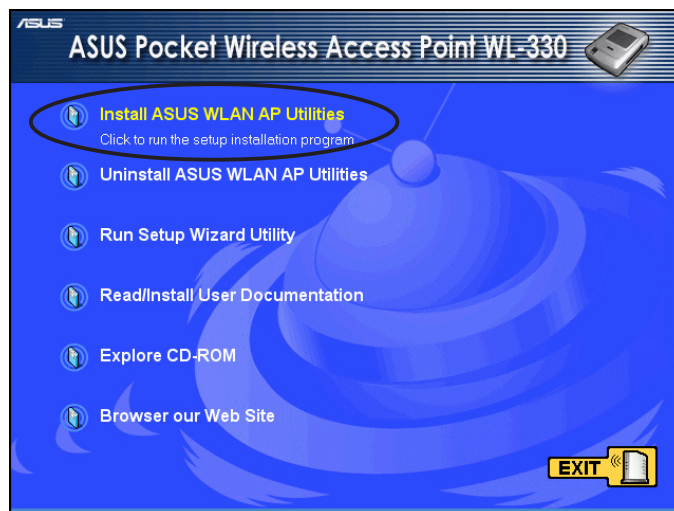 ASUS
ASUS Pocket Wireless Access Point WL-330
Install ASUS WLAN AP Utilities
Click to run the setup installation program
Uninstall ASUS WLAN AP Utilities
Run Setup Wizard Utility
Read/Install User Documentation
Explore CD-ROM
Browser our Web Site
EXIT